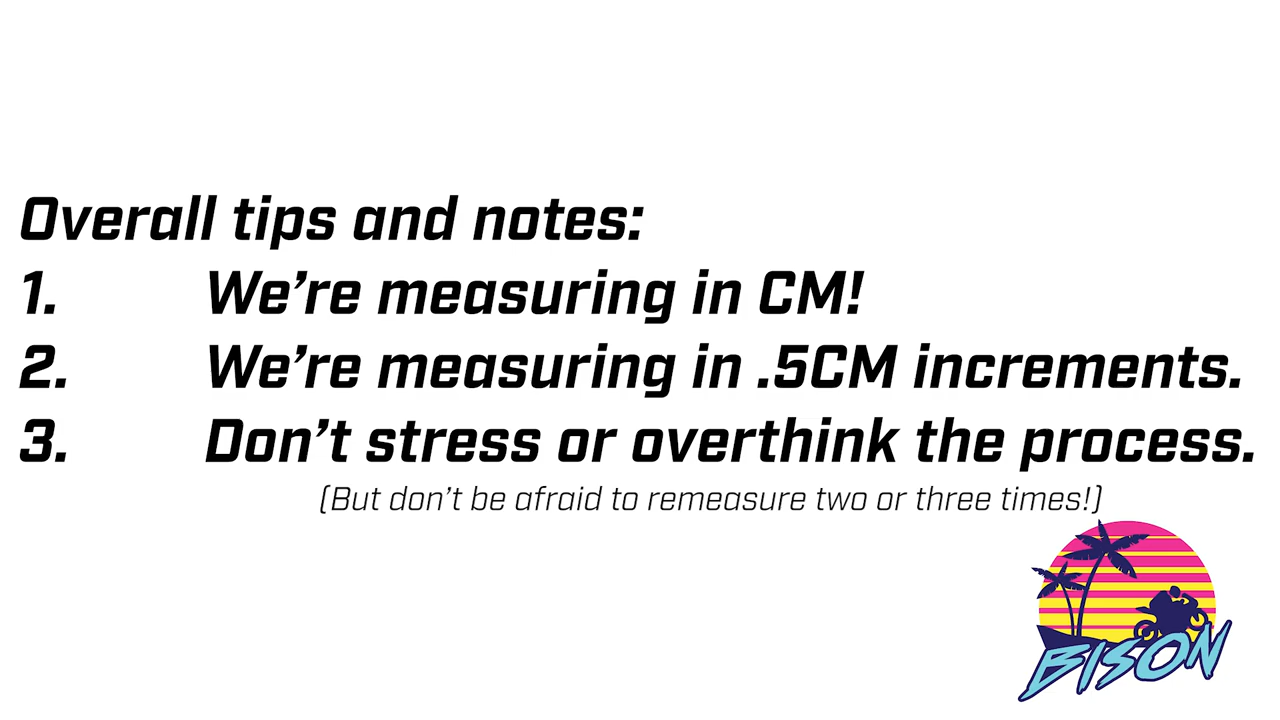 Overall tips and notes:
1. We’re measuring in CM!
2. We’re measuring in .5CM increments.
3. Don’t stress or overthink the process.
(But don’t be afraid to remeasure two or three times!)
BISON